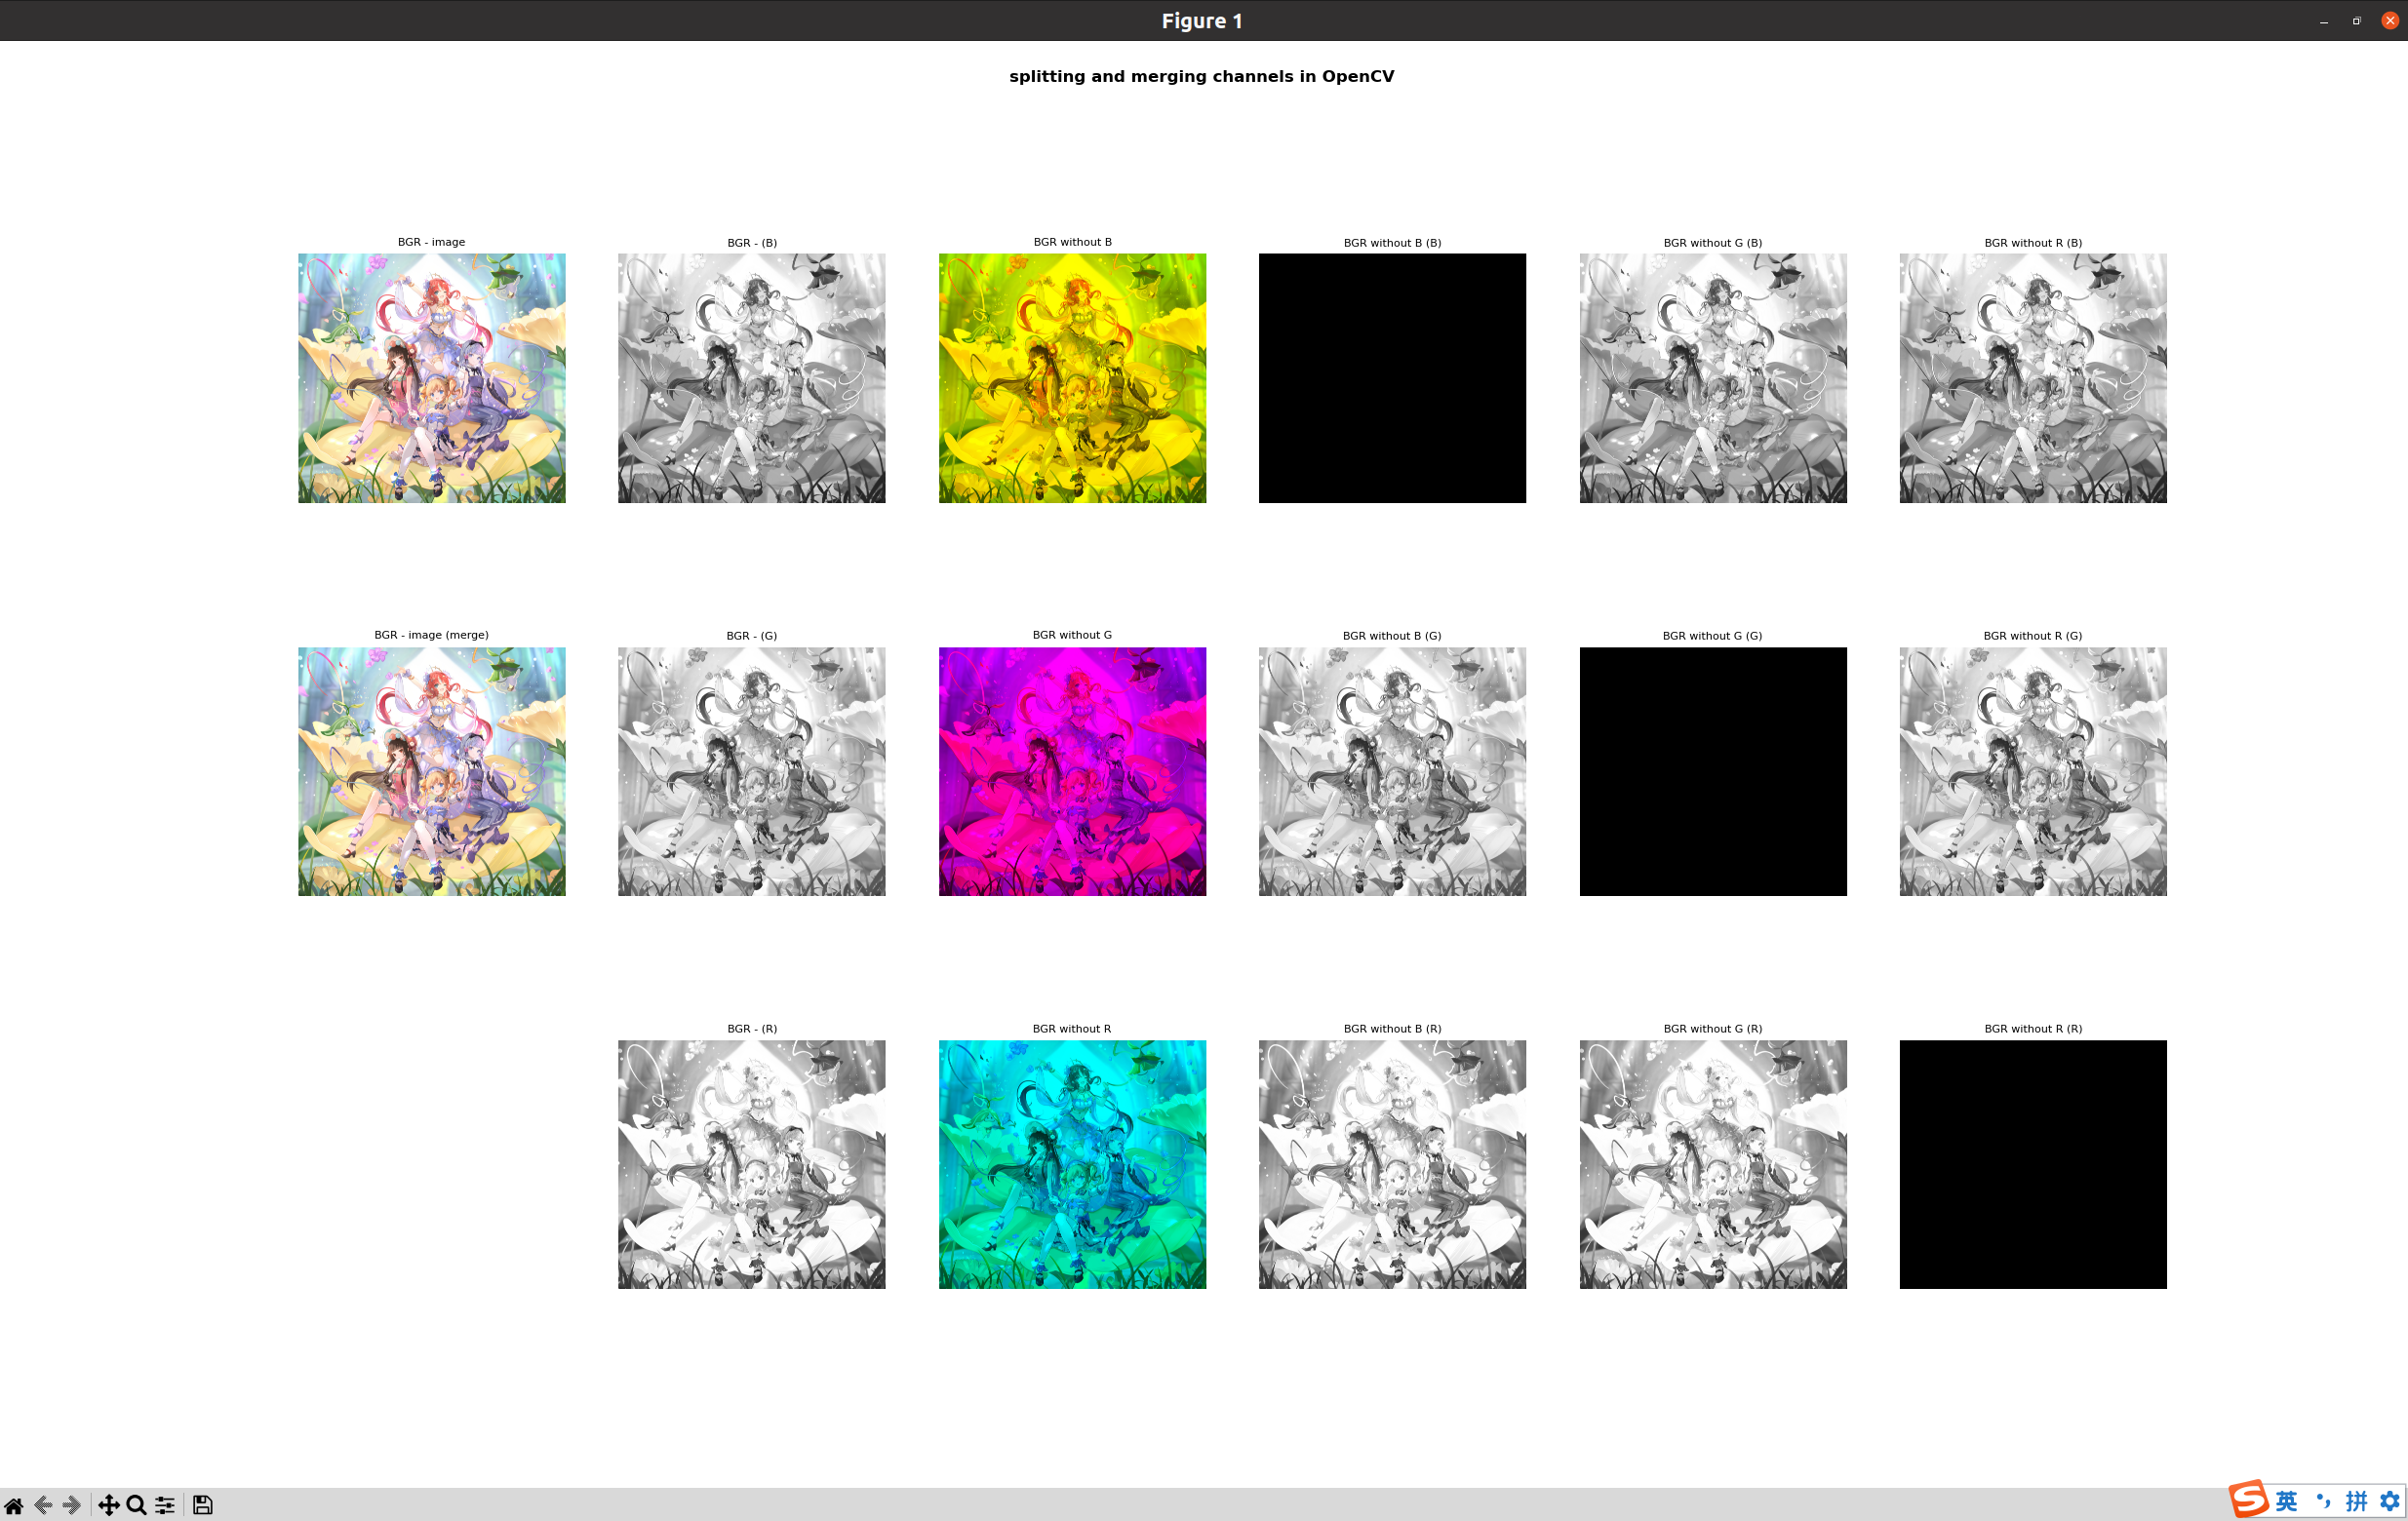 Figure 1
splitting and merging channels in OpenCV
BGR - image
BGR - (B)
BGR without B
BGR without B (B)
BGR without G (B)
BGR without R (B)
BGR - image (merge)
BGR - (G)
BGR without G
BGR without B (G)
BGR without G (G)
BGR without R (G)
BGR - (R)
BGR without R
BGR without B (R)
BGR without G (R)
BGR without R (R)
S 英 拼